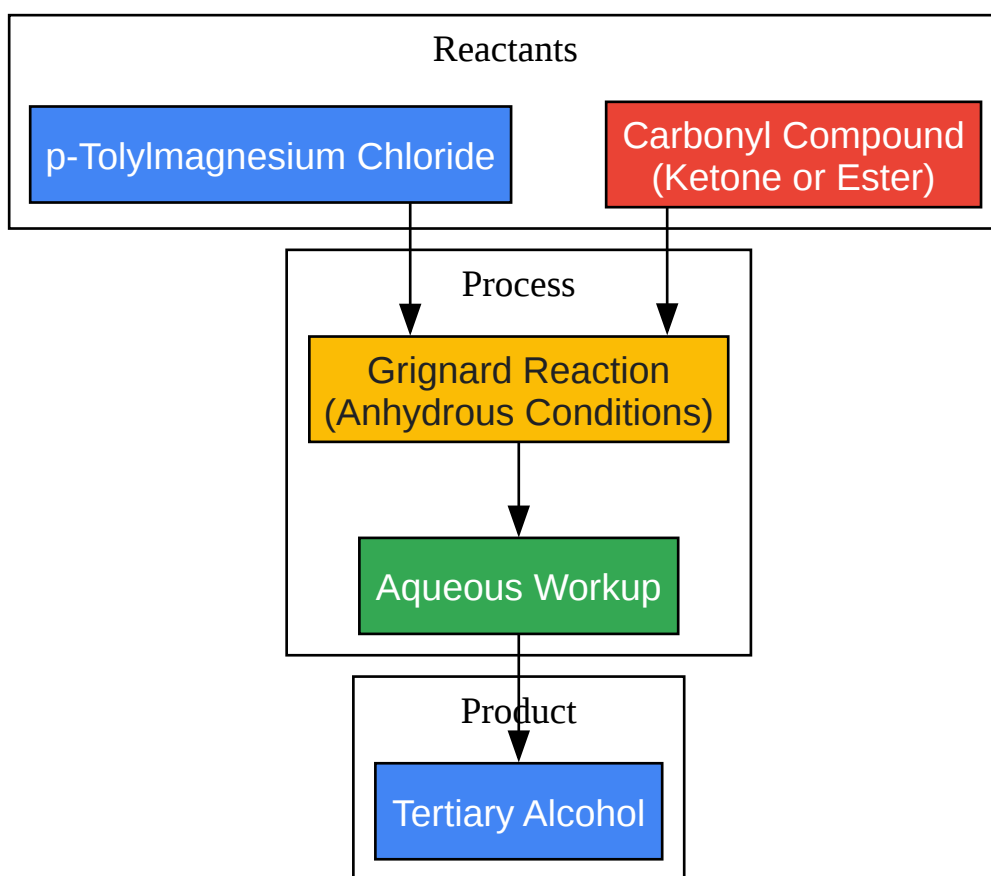 Reactants
p-Tolylmagnesium Chloride
Carbonyl Compound
(Ketone or Ester)
Process
Grignard Reaction
(Anhydrous Conditions)
Aqueous Workup
Product
Tertiary Alcohol